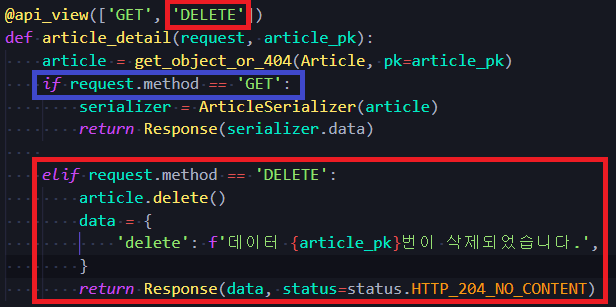 @api_view(['GET', 'DELETE'])
def article_detail(request, article_pk):
    article = get_object_or_404(Article, pk=article_pk)
    if request.method == 'GET':
        serializer = ArticleSerializer(article)
        return Response(serializer.data)
    elif request.method == 'DELETE':
        article.delete()
        data = {
            'delete': f'데이터 {article_pk}번이 삭제되었습니다.',
        }
        return Response(data, status=status.HTTP_204_NO_CONTENT)